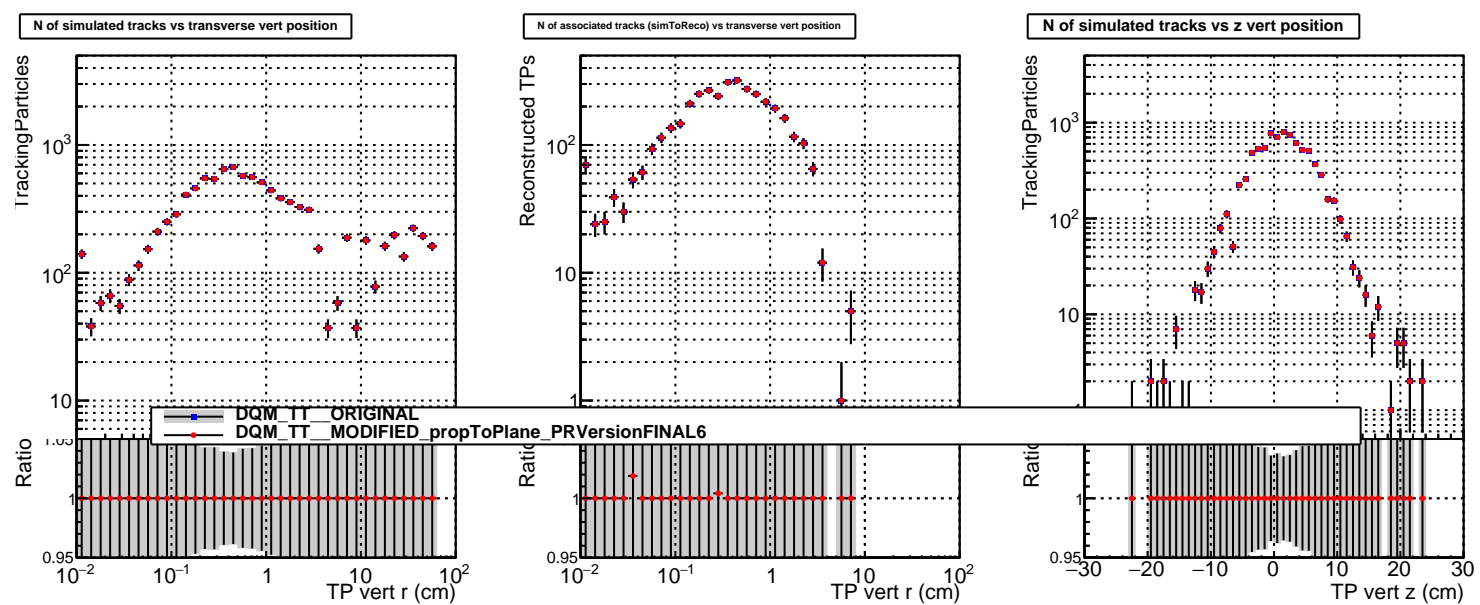 N of simulated tracks vs transverse vert position
N of associated tracks (simToReco) vs transverse vert position
N of simulated tracks vs z vert position
TrackingParticles
10³
10²
10
Reconstructed TPs
10²
10
1
TrackingParticles
10³
10²
10
DQM_TT__ORIGINAL
DQM_TT__MODIFIED_propToPlane_PRVersionFINAL6
Ratio
1
0.95
Ratio
1
0.95
Ratio
1
0.95
10⁻² 10⁻¹ 1 10 10²
TP vert r (cm)
10⁻² 10⁻¹ 1 10 10²
TP vert r (cm)
−30 −20 −10 0 10 20 30
TP vert z (cm)